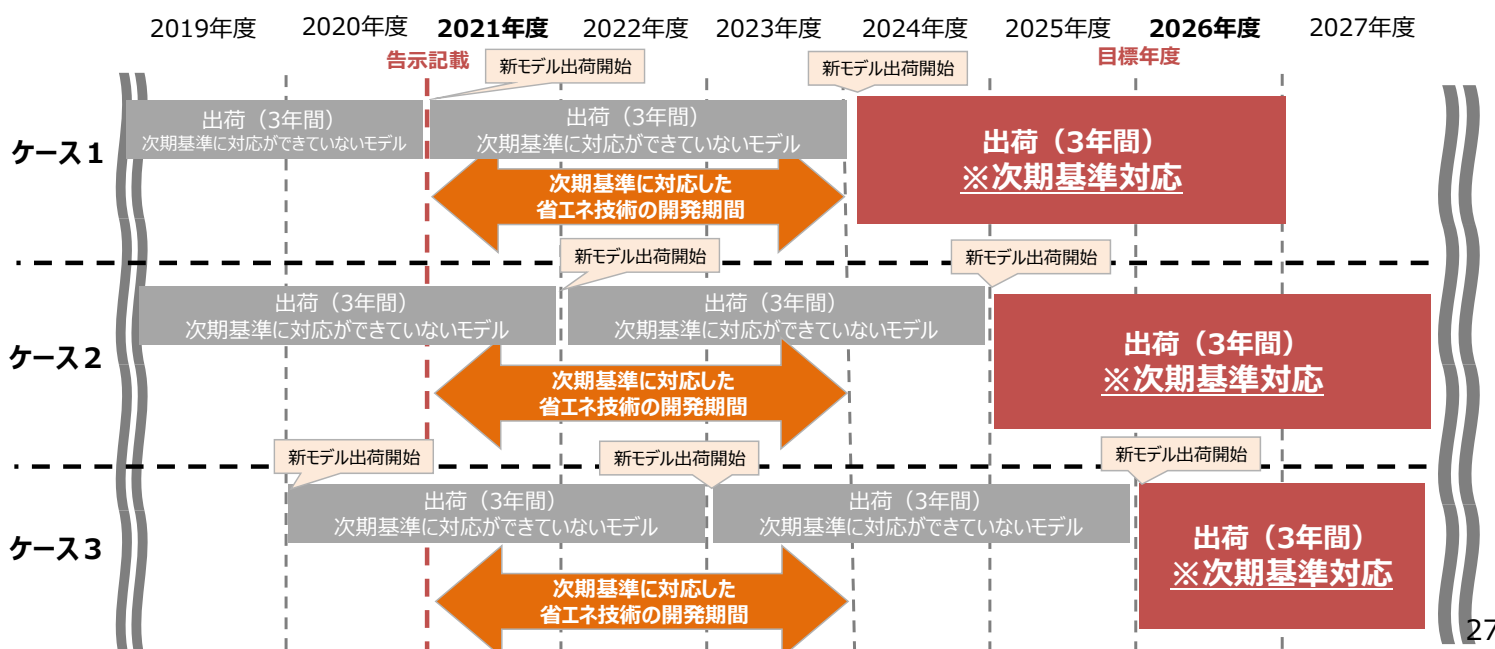 2019年度 2020年度 2021年度 2022年度 2023年度 2024年度 2025年度 2026年度 2027年度
告示記載
新モデル出荷開始
新モデル出荷開始
目標年度
ケース１
出荷（3年間）
次期基準に対応ができていないモデル
出荷（3年間）
次期基準に対応ができていないモデル
出荷（3年間）
※次期基準対応
次期基準に対応した
省エネ技術の開発期間
新モデル出荷開始
新モデル出荷開始
ケース２
出荷（3年間）
次期基準に対応ができていないモデル
出荷（3年間）
次期基準に対応ができていないモデル
出荷（3年間）
※次期基準対応
次期基準に対応した
省エネ技術の開発期間
新モデル出荷開始
新モデル出荷開始
新モデル出荷開始
ケース３
出荷（3年間）
次期基準に対応ができていないモデル
出荷（3年間）
次期基準に対応ができていないモデル
出荷（3年間）
※次期基準対応
次期基準に対応した
省エネ技術の開発期間
27